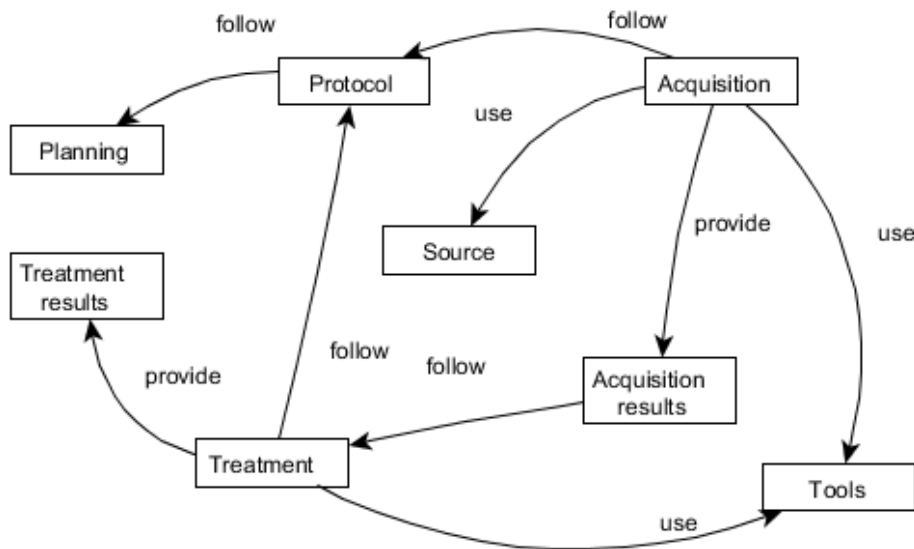 follow
follow
Protocol
Acquisition
use
Planning
Source
provide
use
Treatment
results
follow
follow
provide
Acquisition
results
Treatment
Tools
use